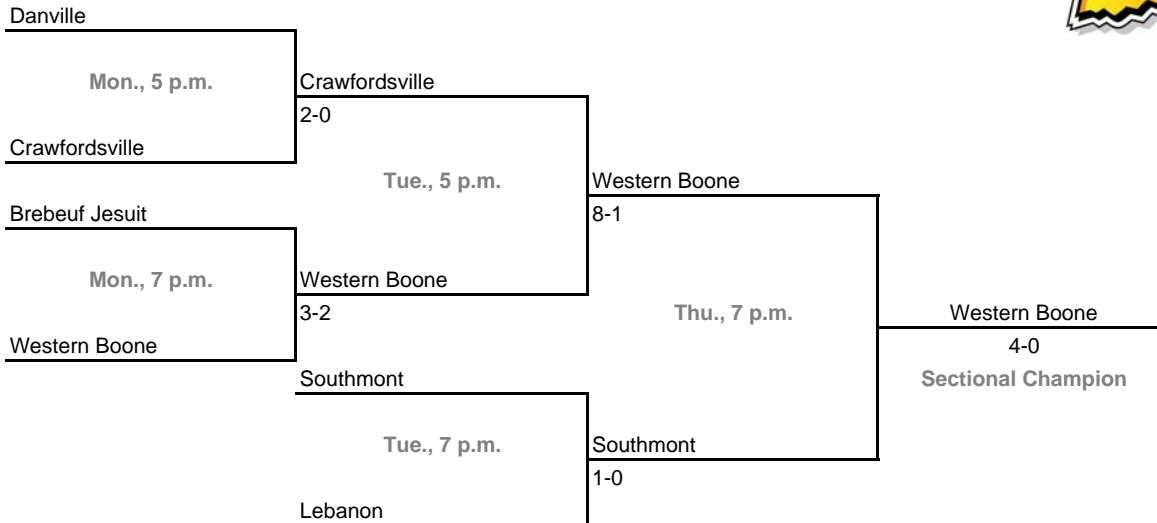 Danville
Mon., 5 p.m.
Crawfordsville
2-0
Crawfordsville
Tue., 5 p.m.
Western Boone
8-1
Brebeuf Jesuit
Mon., 7 p.m.
Western Boone
3-2
Thu., 7 p.m.
Western Boone
4-0
Western Boone
Southmont
Sectional Champion
Tue., 7 p.m.
Southmont
1-0
Lebanon